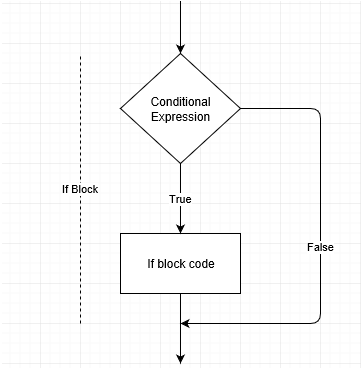 Conditional
Expression
If Block
True
False
If block code